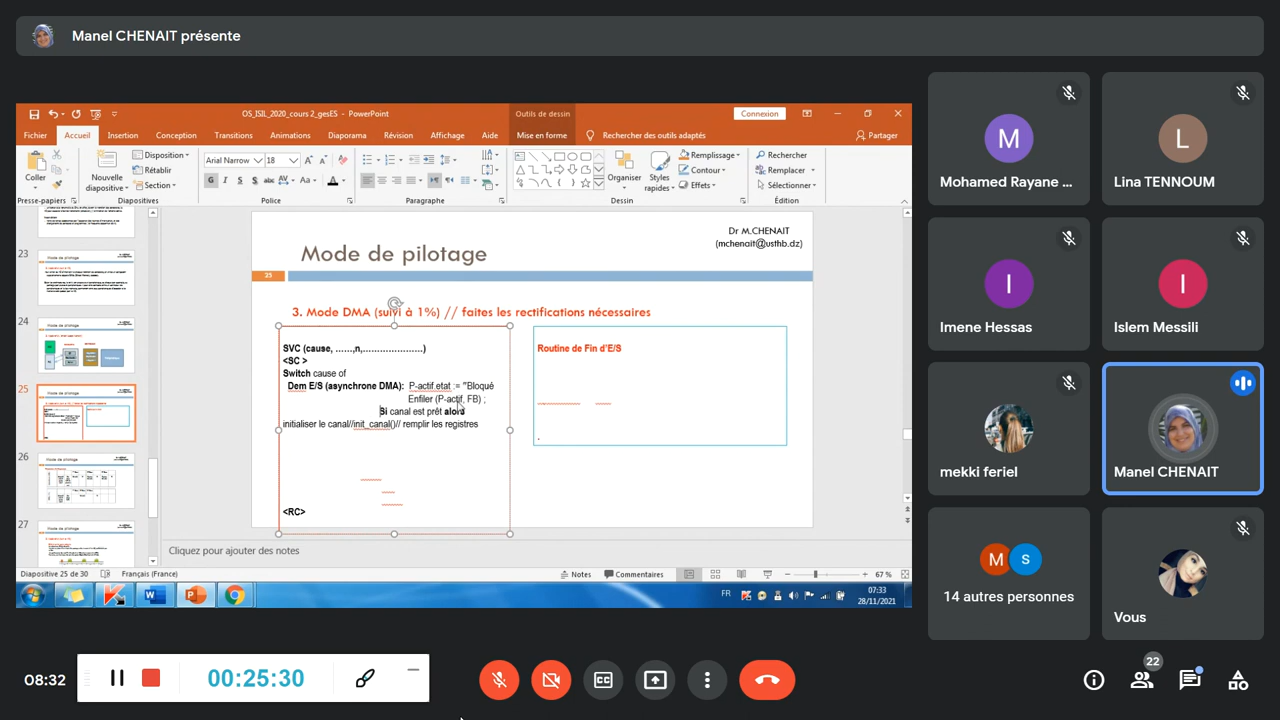 Manel CHENAIT présente
OS_ISIL_2020_cours 2_gesES - PowerPoint
Outils de dessin
Connexion
Fichier
Accueil
Insertion
Conception
Transitions
Animations
Diaporama
Révision
Affichage
Aide
Mise en forme
Rechercher des outils adaptés
Partager
Coller
Nouvelle
diapositive
Disposition
Rétablir
Section
Arial Narrow
18
Organiser
Styles
rapides
Remplissage
Contour
Effets
Rechercher
Remplacer
Sélectionner
Presse-papiers
Diapositives
Police
Paragraphe
Dessin
Édition
23
24
25
26
27
Mode de pilotage
Dr M.CHENAIT
(mchenait@usthb.dz)
25
3. Mode DMA (suivi à 1%) // faites les rectifications nécessaires
SVC (cause, ……,n,…………………)
<SC >
Switch cause of
Dem E/S (asynchrone DMA): P-actif etat := "Bloqué
Enfiler (P-actif, FB) ;
Si canal est prêt alors
initialiser le canal//init_canal()// remplir les registres
<RC>
Routine de Fin d'E/S
.
Cliquez pour ajouter des notes
Diapositive 25 de 30
Français (France)
Notes
Commentaires
67 %
FR
07:33
28/11/2021
M
Mohamed Rayane ...
L
Lina TENNOUM
I
Imene Hessas
I
Islem Messili
mekki feriel
Manel CHENAIT
M
S
14 autres personnes
Vous
08:32
00:25:30
22